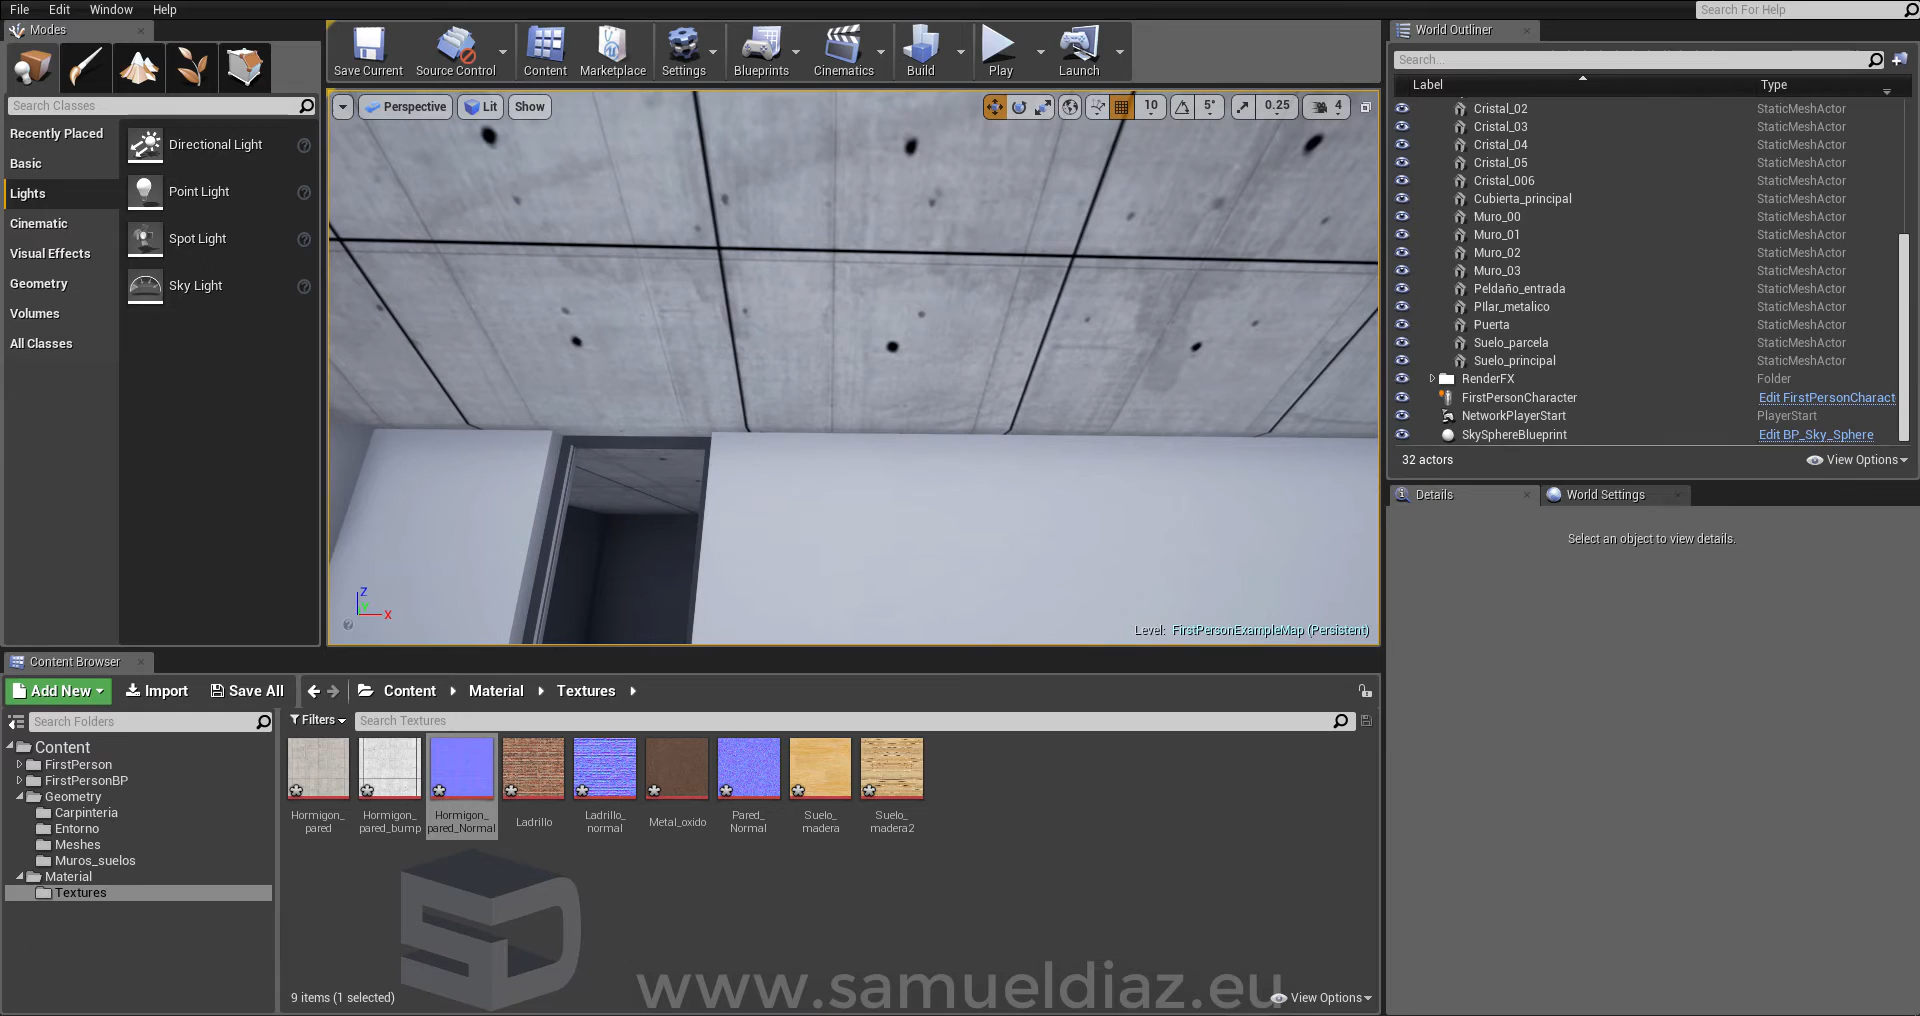 File Edit Window Help
Search For Help
Modes
Save Current
Source Control
Content
Marketplace
Settings
Blueprints
Cinematics
Build
Play
Launch
World Outliner
Search...
Label Type
Search Classes
Recently Placed
Basic
Lights
Cinematic
Visual Effects
Geometry
Volumes
All Classes
Directional Light
Point Light
Spot Light
Sky Light
Perspective
Lit
Show
10
5°
0.25
4
Z
Y
X
Level: FirstPersonExampleMap (Persistent)
Cristal_02 StaticMeshActor
Cristal_03 StaticMeshActor
Cristal_04 StaticMeshActor
Cristal_05 StaticMeshActor
Cristal_006 StaticMeshActor
Cubierta_principal StaticMeshActor
Muro_00 StaticMeshActor
Muro_01 StaticMeshActor
Muro_02 StaticMeshActor
Muro_03 StaticMeshActor
Peldaño_entrada StaticMeshActor
PIlar_metalico StaticMeshActor
Puerta StaticMeshActor
Suelo_parcela StaticMeshActor
Suelo_principal StaticMeshActor
RenderFX Folder
FirstPersonCharacter Edit FirstPersonCharact
NetworkPlayerStart PlayerStart
SkySphereBlueprint Edit BP_Sky_Sphere
32 actors
View Options
Details
World Settings
Select an object to view details.
Content Browser
Add New
Import
Save All
Content Material Textures
Search Folders
Filters
Search Textures
Content
FirstPerson
FirstPersonBP
Geometry
Carpinteria
Entorno
Meshes
Muros_suelos
Material
Textures
Hormigon_
pared
Hormigon_
pared_bump
Hormigon_
pared_Normal
Ladrillo
Ladrillo_
normal
Metal_oxido
Pared_
Normal
Suelo_
madera
Suelo_
madera2
SD
www.samueldiaz.eu
9 items (1 selected)
View Options